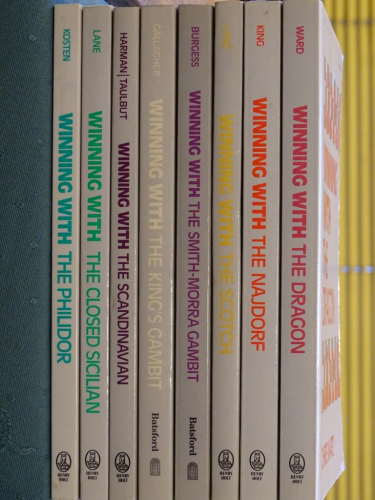 KOSTEN
WINNING WITH THE PHILIDOR
HENRY HOLT
LANE
WINNING WITH THE CLOSED SICILIAN
HENRY HOLT
HARMAN | TAULBUT
WINNING WITH THE SCANDINAVIAN
HENRY HOLT
GALLAGHER
WINNING WITH THE KING'S GAMBIT
Batsford
BURGESS
WINNING WITH THE SMITH-MORRA GAMBIT
Batsford
LANE
WINNING WITH THE SCOTCH
HENRY HOLT
KING
WINNING WITH THE NAJDORF
HENRY HOLT
WARD
WINNING WITH THE DRAGON
HENRY HOLT